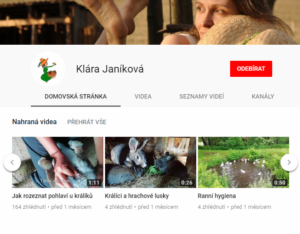 Klára Janíková
ODEBÍRAT
DOMOVSKÁ STRÁNKA VIDEA SEZNAMY VIDEÍ KANÁLY
Nahraná videa PŘEHRÁT VŠE
1:11 0:26 0:50
Jak rozeznat pohlaví u králíků Králíci a hrachové lusky Ranní hygiena
164 zhlédnutí • před 1 měsícem 4 zhlédnutí • před 1 měsícem 4 zhlédnutí • před 1 měsícem